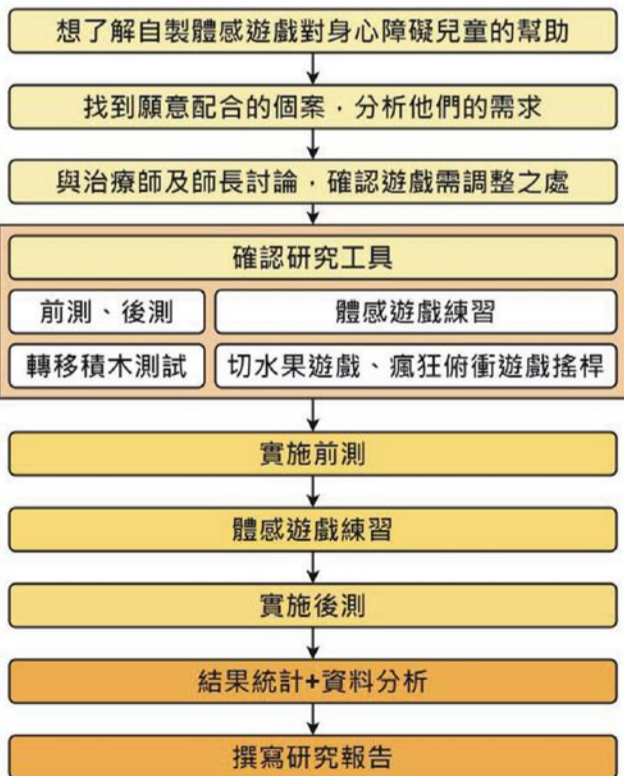 想了解自製體感遊戲對身心障礙兒童的幫助
找到願意配合的個案，分析他們的需求
與治療師及師長討論，確認遊戲需調整之處
確認研究工具
前測、後測
體感遊戲練習
轉移積木測試
切水果遊戲、瘋狂俯衝遊戲搖桿
實施前測
體感遊戲練習
實施後測
結果統計+資料分析
撰寫研究報告